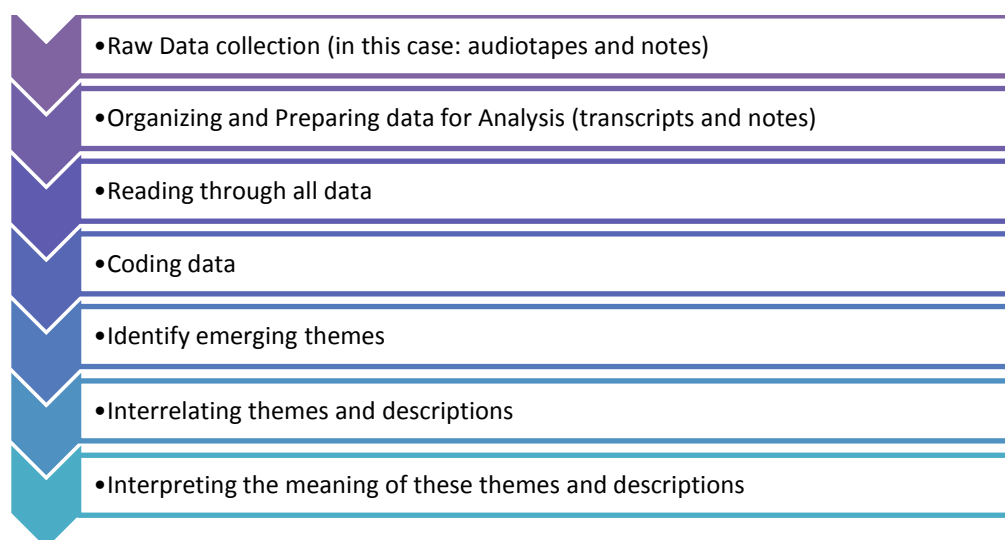 •Raw Data collection (in this case: audiotapes and notes)
•Organizing and Preparing data for Analysis (transcripts and notes)
•Reading through all data
•Coding data
•Identify emerging themes
•Interrelating themes and descriptions
•Interpreting the meaning of these themes and descriptions